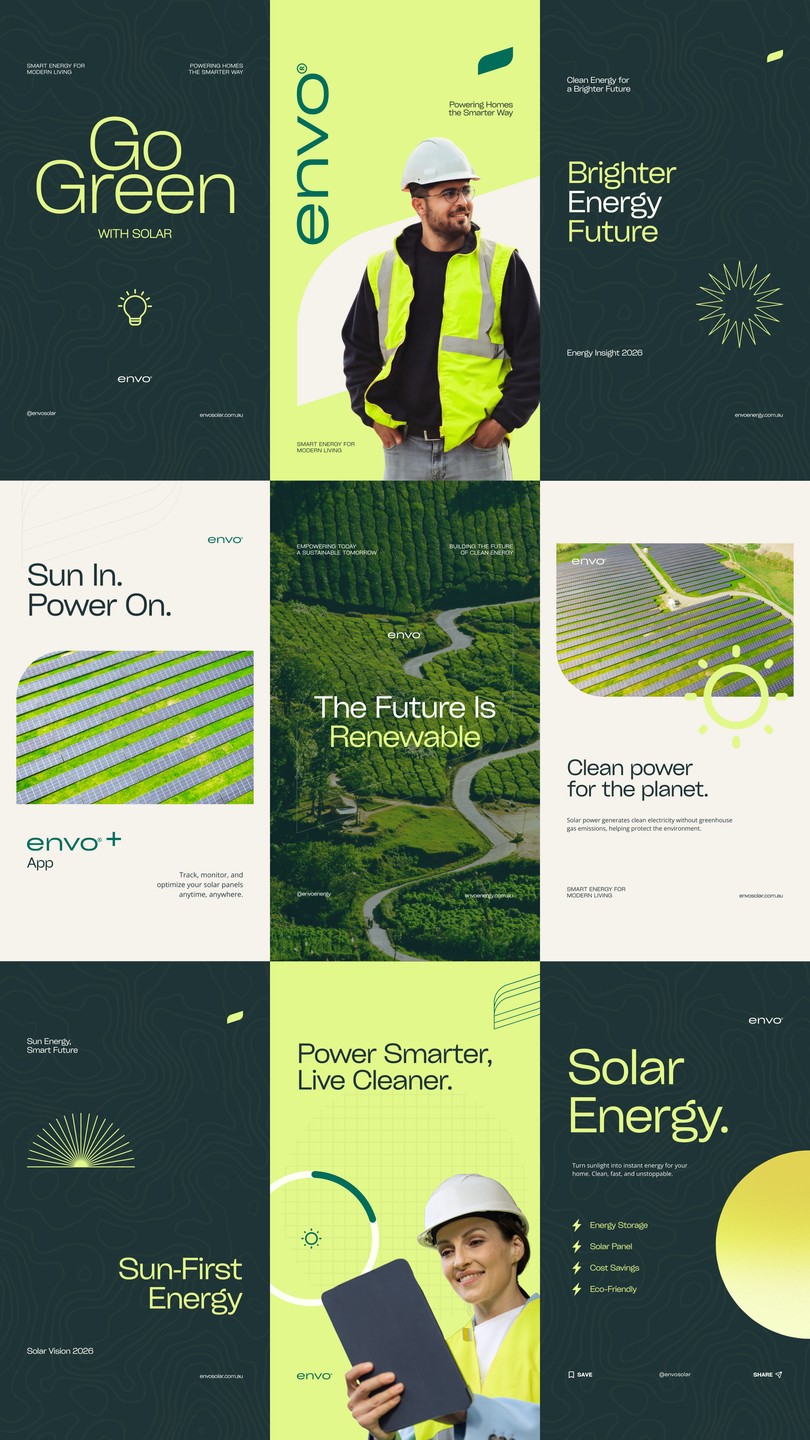 SMART ENERGY FOR
MODERN LIVING
POWERING HOMES
THE SMARTER WAY
Go
Green
WITH SOLAR
envo
@envosolar
envosolar.com.au
envo®
Powering Homes
the Smarter Way
SMART ENERGY FOR
MODERN LIVING
Clean Energy for
a Brighter Future
Brighter
Energy
Future
Energy Insight 2026
envoenergy.com.au
envo
Sun In.
Power On.
envo®+
App
Track, monitor, and
optimize your solar panels
anytime, anywhere.
EMPOWERING TODAY
A SUSTAINABLE TOMORROW
BUILDING THE FUTURE
OF CLEAN ENERGY
envo
The Future Is
Renewable
@envoenergy
envoenergy.com.au
envo
Clean power
for the planet.
Solar power generates clean electricity without greenhouse
gas emissions, helping protect the environment.
SMART ENERGY FOR
MODERN LIVING
envosolar.com.au
Sun Energy,
Smart Future
Sun-First
Energy
Solar Vision 2026
envosolar.com.au
Power Smarter,
Live Cleaner.
envo
envo
Solar
Energy.
Turn sunlight into instant energy for your
home. Clean, fast, and unstoppable.
Energy Storage
Solar Panel
Cost Savings
Eco-Friendly
SAVE
@envosolar
SHARE